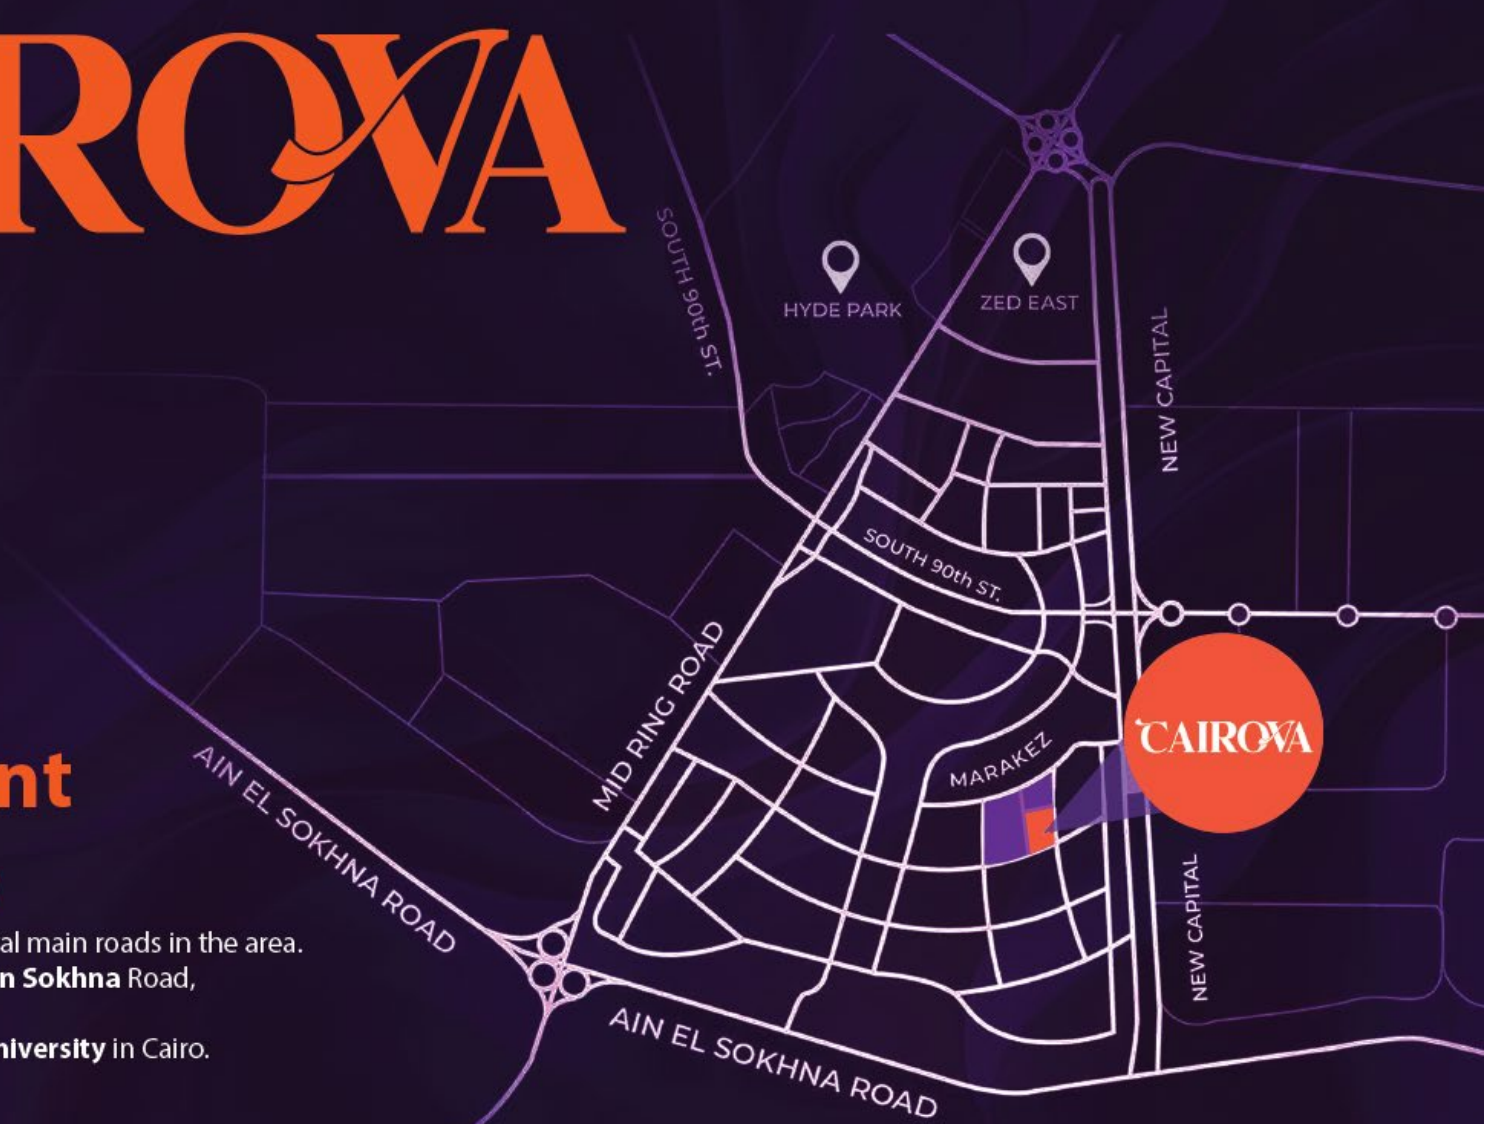 ROVA
SOUTH 90th ST.
HYDE PARK
ZED EAST
NEW CAPITAL
SOUTH 90th ST.
MID RING ROAD
CAIROVA
MARAKEZ
nt
AIN EL SOKHNA ROAD
NEW CAPITAL
al main roads in the area.
n Sokhna Road,
niversity in Cairo.
AIN EL SOKHNA ROAD